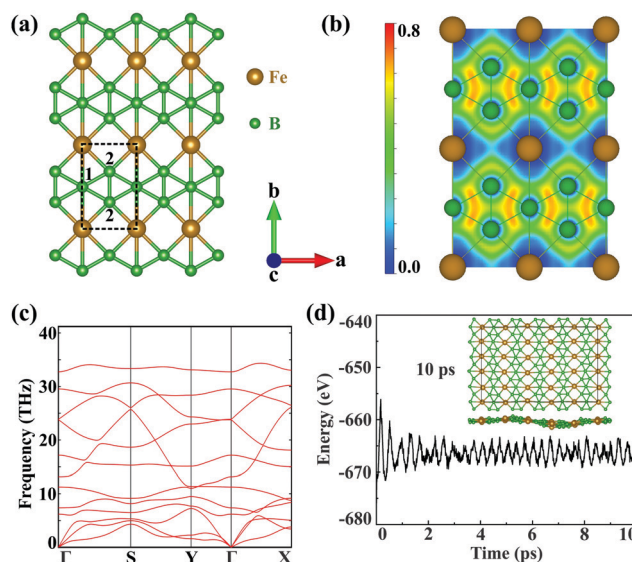 (a)
Fe
B
2
1
2
b
a
c
(b)
0.8
0.0
(c)
Frequency (THz)
40
30
20
10
0
Γ S Y Γ X
(d)
Energy (eV)
-640
-650
-660
-670
-680
10 ps
0 2 4 6 8 10
Time (ps)